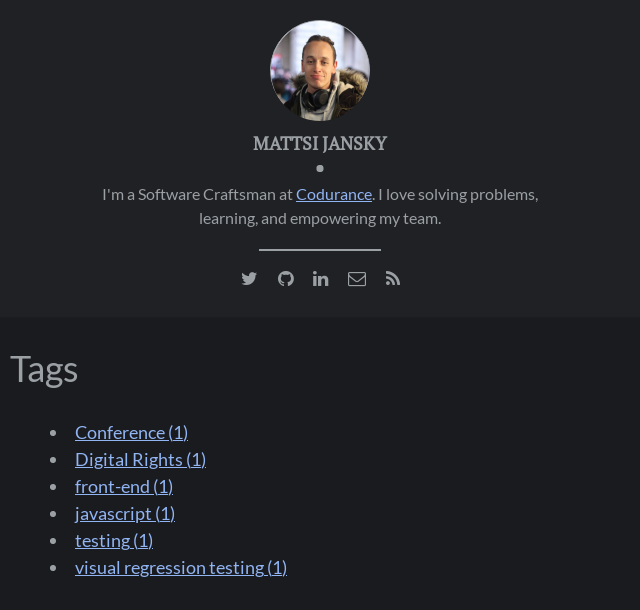 MATTSI JANSKY
I'm a Software Craftsman at Codurance. I love solving problems,
learning, and empowering my team.
Tags
Conference (1)
Digital Rights (1)
front-end (1)
javascript (1)
testing (1)
visual regression testing (1)